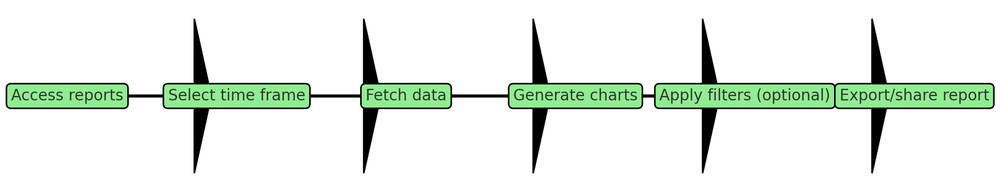 Access reports
Select time frame
Fetch data
Generate charts
Apply filters (optional)
Export/share report